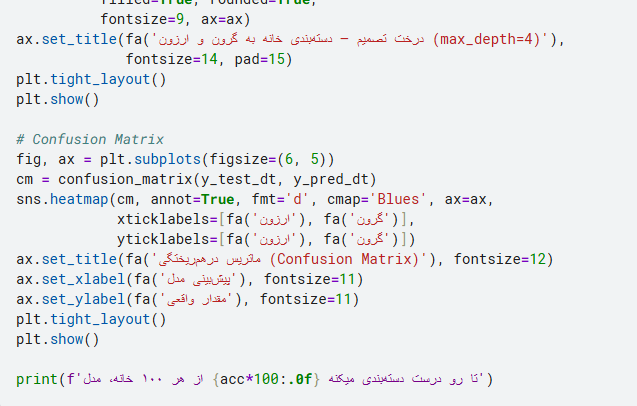 filled=True, rounded=True,
fontsize=9, ax=ax)
ax.set_title(fa('درخت تصمیم — دسته‌بندی خانه به گرون و ارزون (max_depth=4)'),
fontsize=14, pad=15)
plt.tight_layout()
plt.show()
# Confusion Matrix
fig, ax = plt.subplots(figsize=(6, 5))
cm = confusion_matrix(y_test_dt, y_pred_dt)
sns.heatmap(cm, annot=True, fmt='d', cmap='Blues', ax=ax,
xticklabels=[fa('ارزون'), fa('گرون')],
yticklabels=[fa('ارزون'), fa('گرون')])
ax.set_title(fa('ماتریس درهم‌ریختگی (Confusion Matrix)'), fontsize=12)
ax.set_xlabel(fa('پیش‌بینی مدل'), fontsize=11)
ax.set_ylabel(fa('مقدار واقعی'), fontsize=11)
plt.tight_layout()
plt.show()
print(f'از هر ۱۰۰ خانه، مدل {acc*100:.0f} تا رو درست دسته‌بندی میکنه')